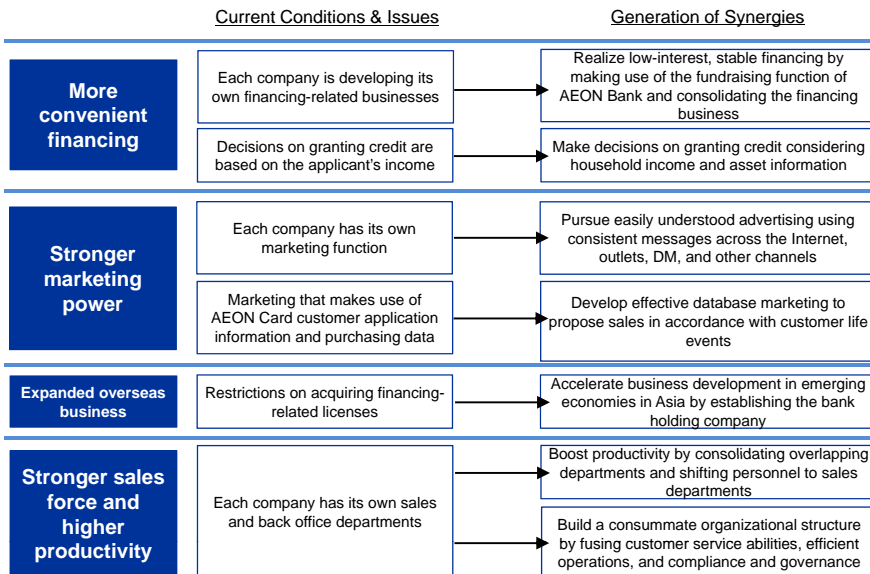 Current Conditions & Issues
Generation of Synergies
More
convenient
financing
Each company is developing its
own financing-related businesses
Realize low-interest, stable financing by
making use of the fundraising function of
AEON Bank and consolidating the financing
business
Decisions on granting credit are
based on the applicant's income
Make decisions on granting credit considering
household income and asset information
Stronger
marketing
power
Each company has its own
marketing function
Pursue easily understood advertising using
consistent messages across the Internet,
outlets, DM, and other channels
Marketing that makes use of
AEON Card customer application
information and purchasing data
Develop effective database marketing to
propose sales in accordance with customer life
events
Expanded overseas
business
Restrictions on acquiring financing-
related licenses
Accelerate business development in emerging
economies in Asia by establishing the bank
holding company
Stronger sales
force and
higher
productivity
Each company has its own sales
and back office departments
Boost productivity by consolidating overlapping
departments and shifting personnel to sales
departments
Build a consummate organizational structure
by fusing customer service abilities, efficient
operations, and compliance and governance